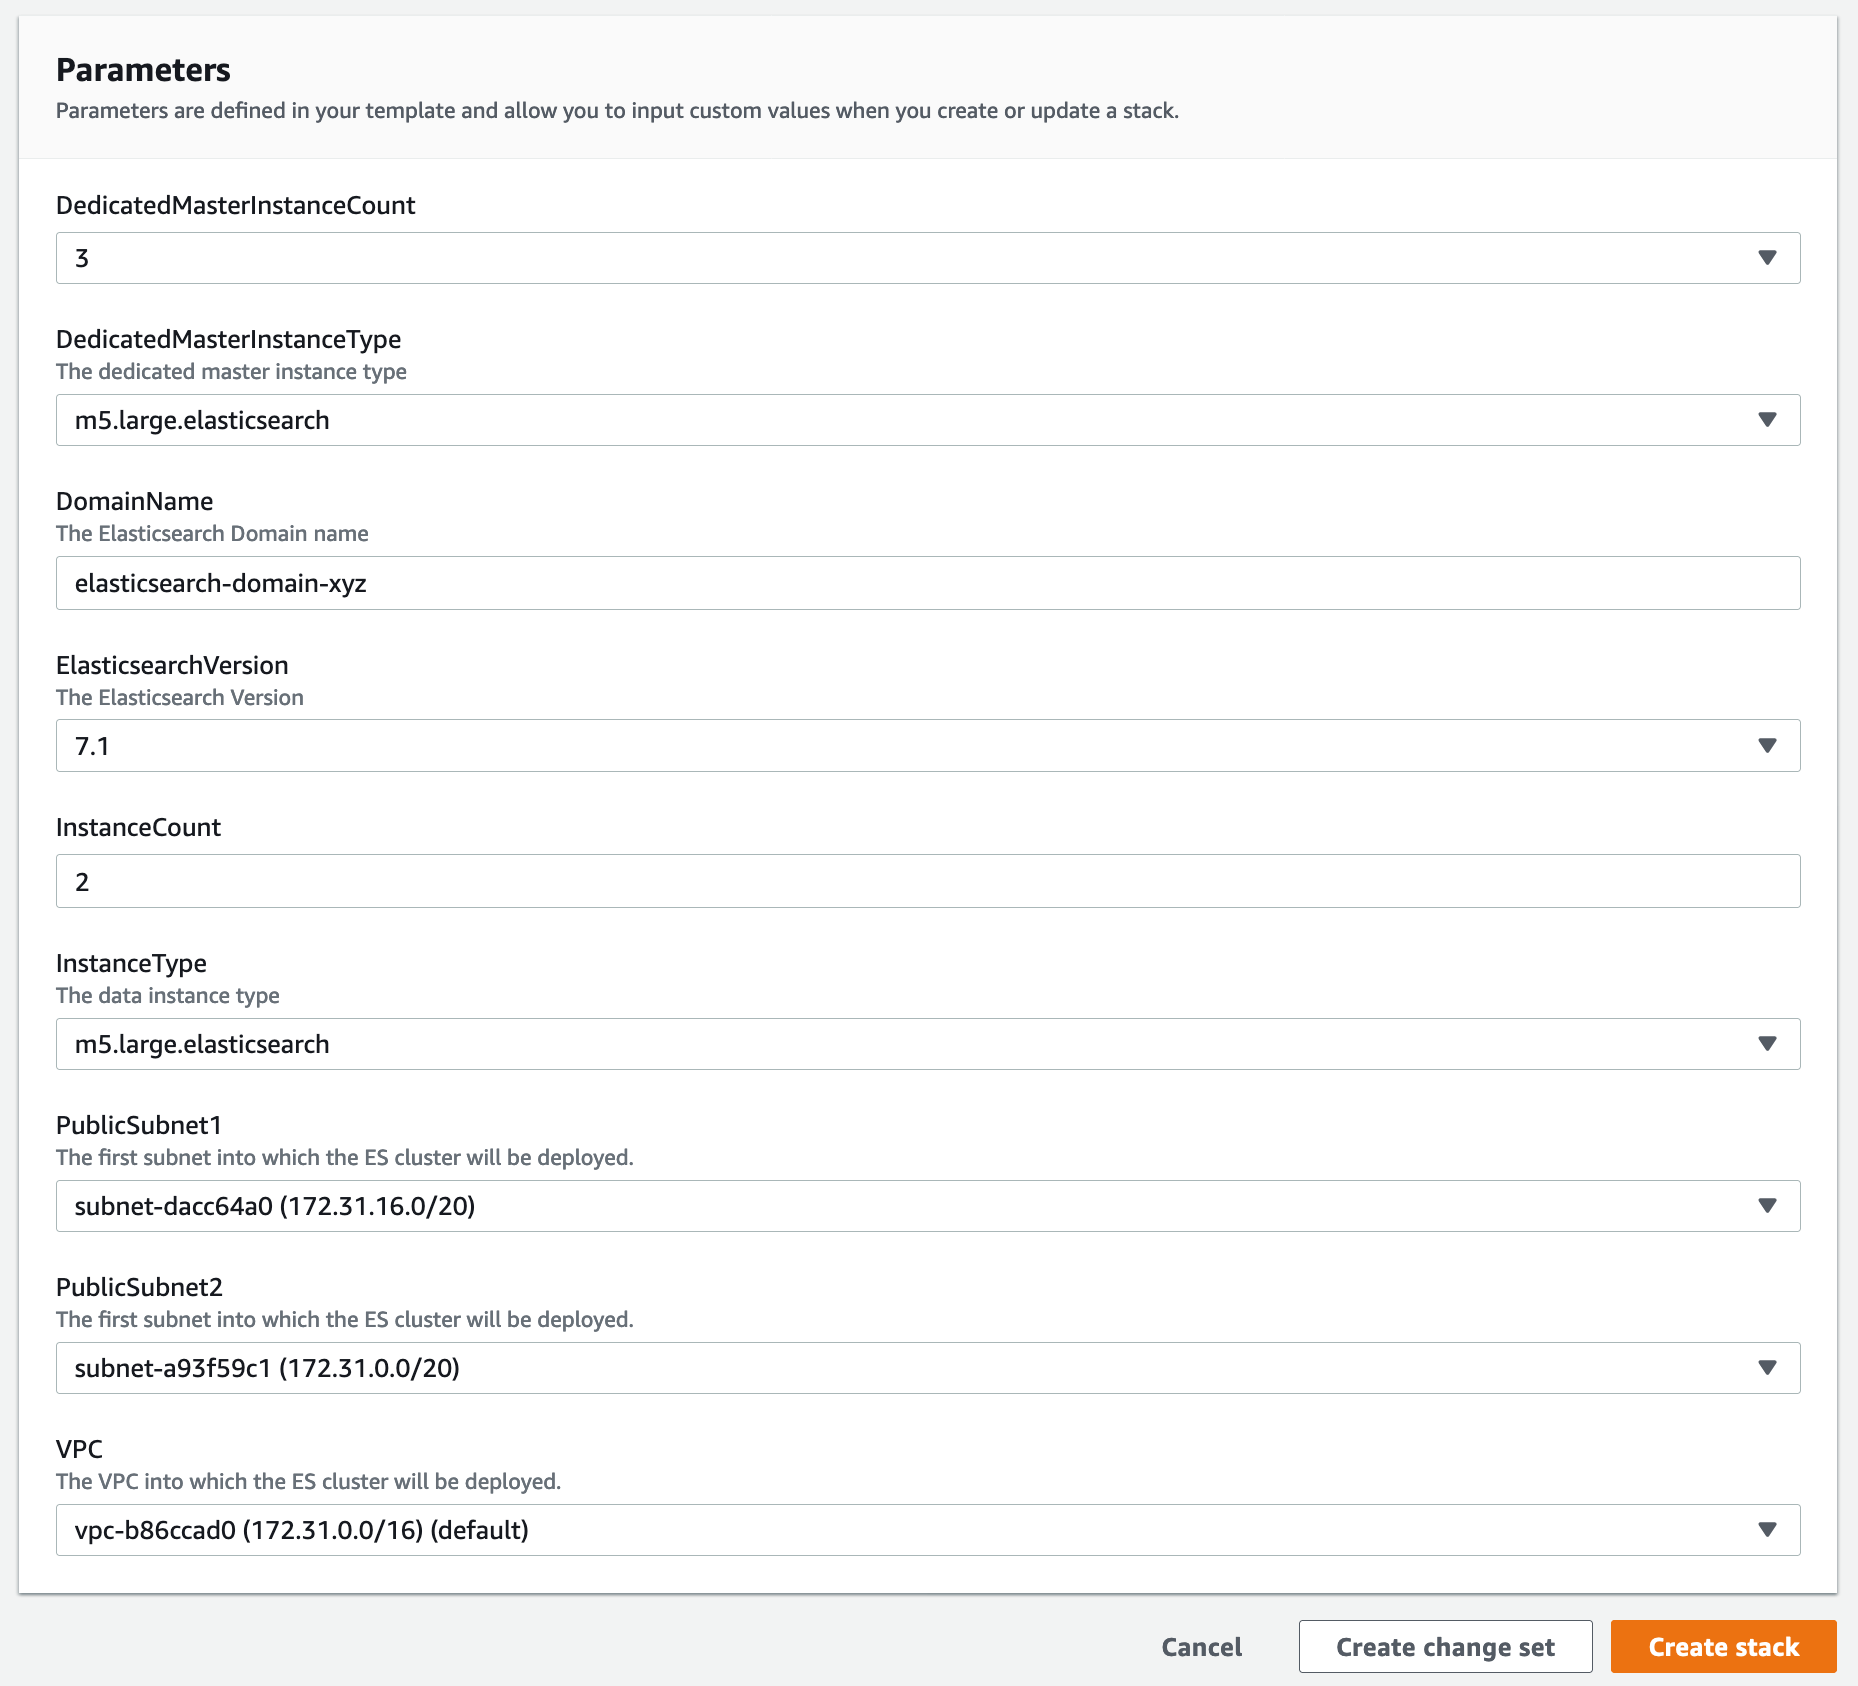 Parameters
Parameters are defined in your template and allow you to input custom values when you create or update a stack.
DedicatedMasterInstanceCount
3
DedicatedMasterInstanceType
The dedicated master instance type
m5.large.elasticsearch
DomainName
The Elasticsearch Domain name
elasticsearch-domain-xyz
ElasticsearchVersion
The Elasticsearch Version
7.1
InstanceCount
2
InstanceType
The data instance type
m5.large.elasticsearch
PublicSubnet1
The first subnet into which the ES cluster will be deployed.
subnet-dacc64a0 (172.31.16.0/20)
PublicSubnet2
The first subnet into which the ES cluster will be deployed.
subnet-a93f59c1 (172.31.0.0/20)
VPC
The VPC into which the ES cluster will be deployed.
vpc-b86ccad0 (172.31.0.0/16) (default)
Cancel Create change set Create stack